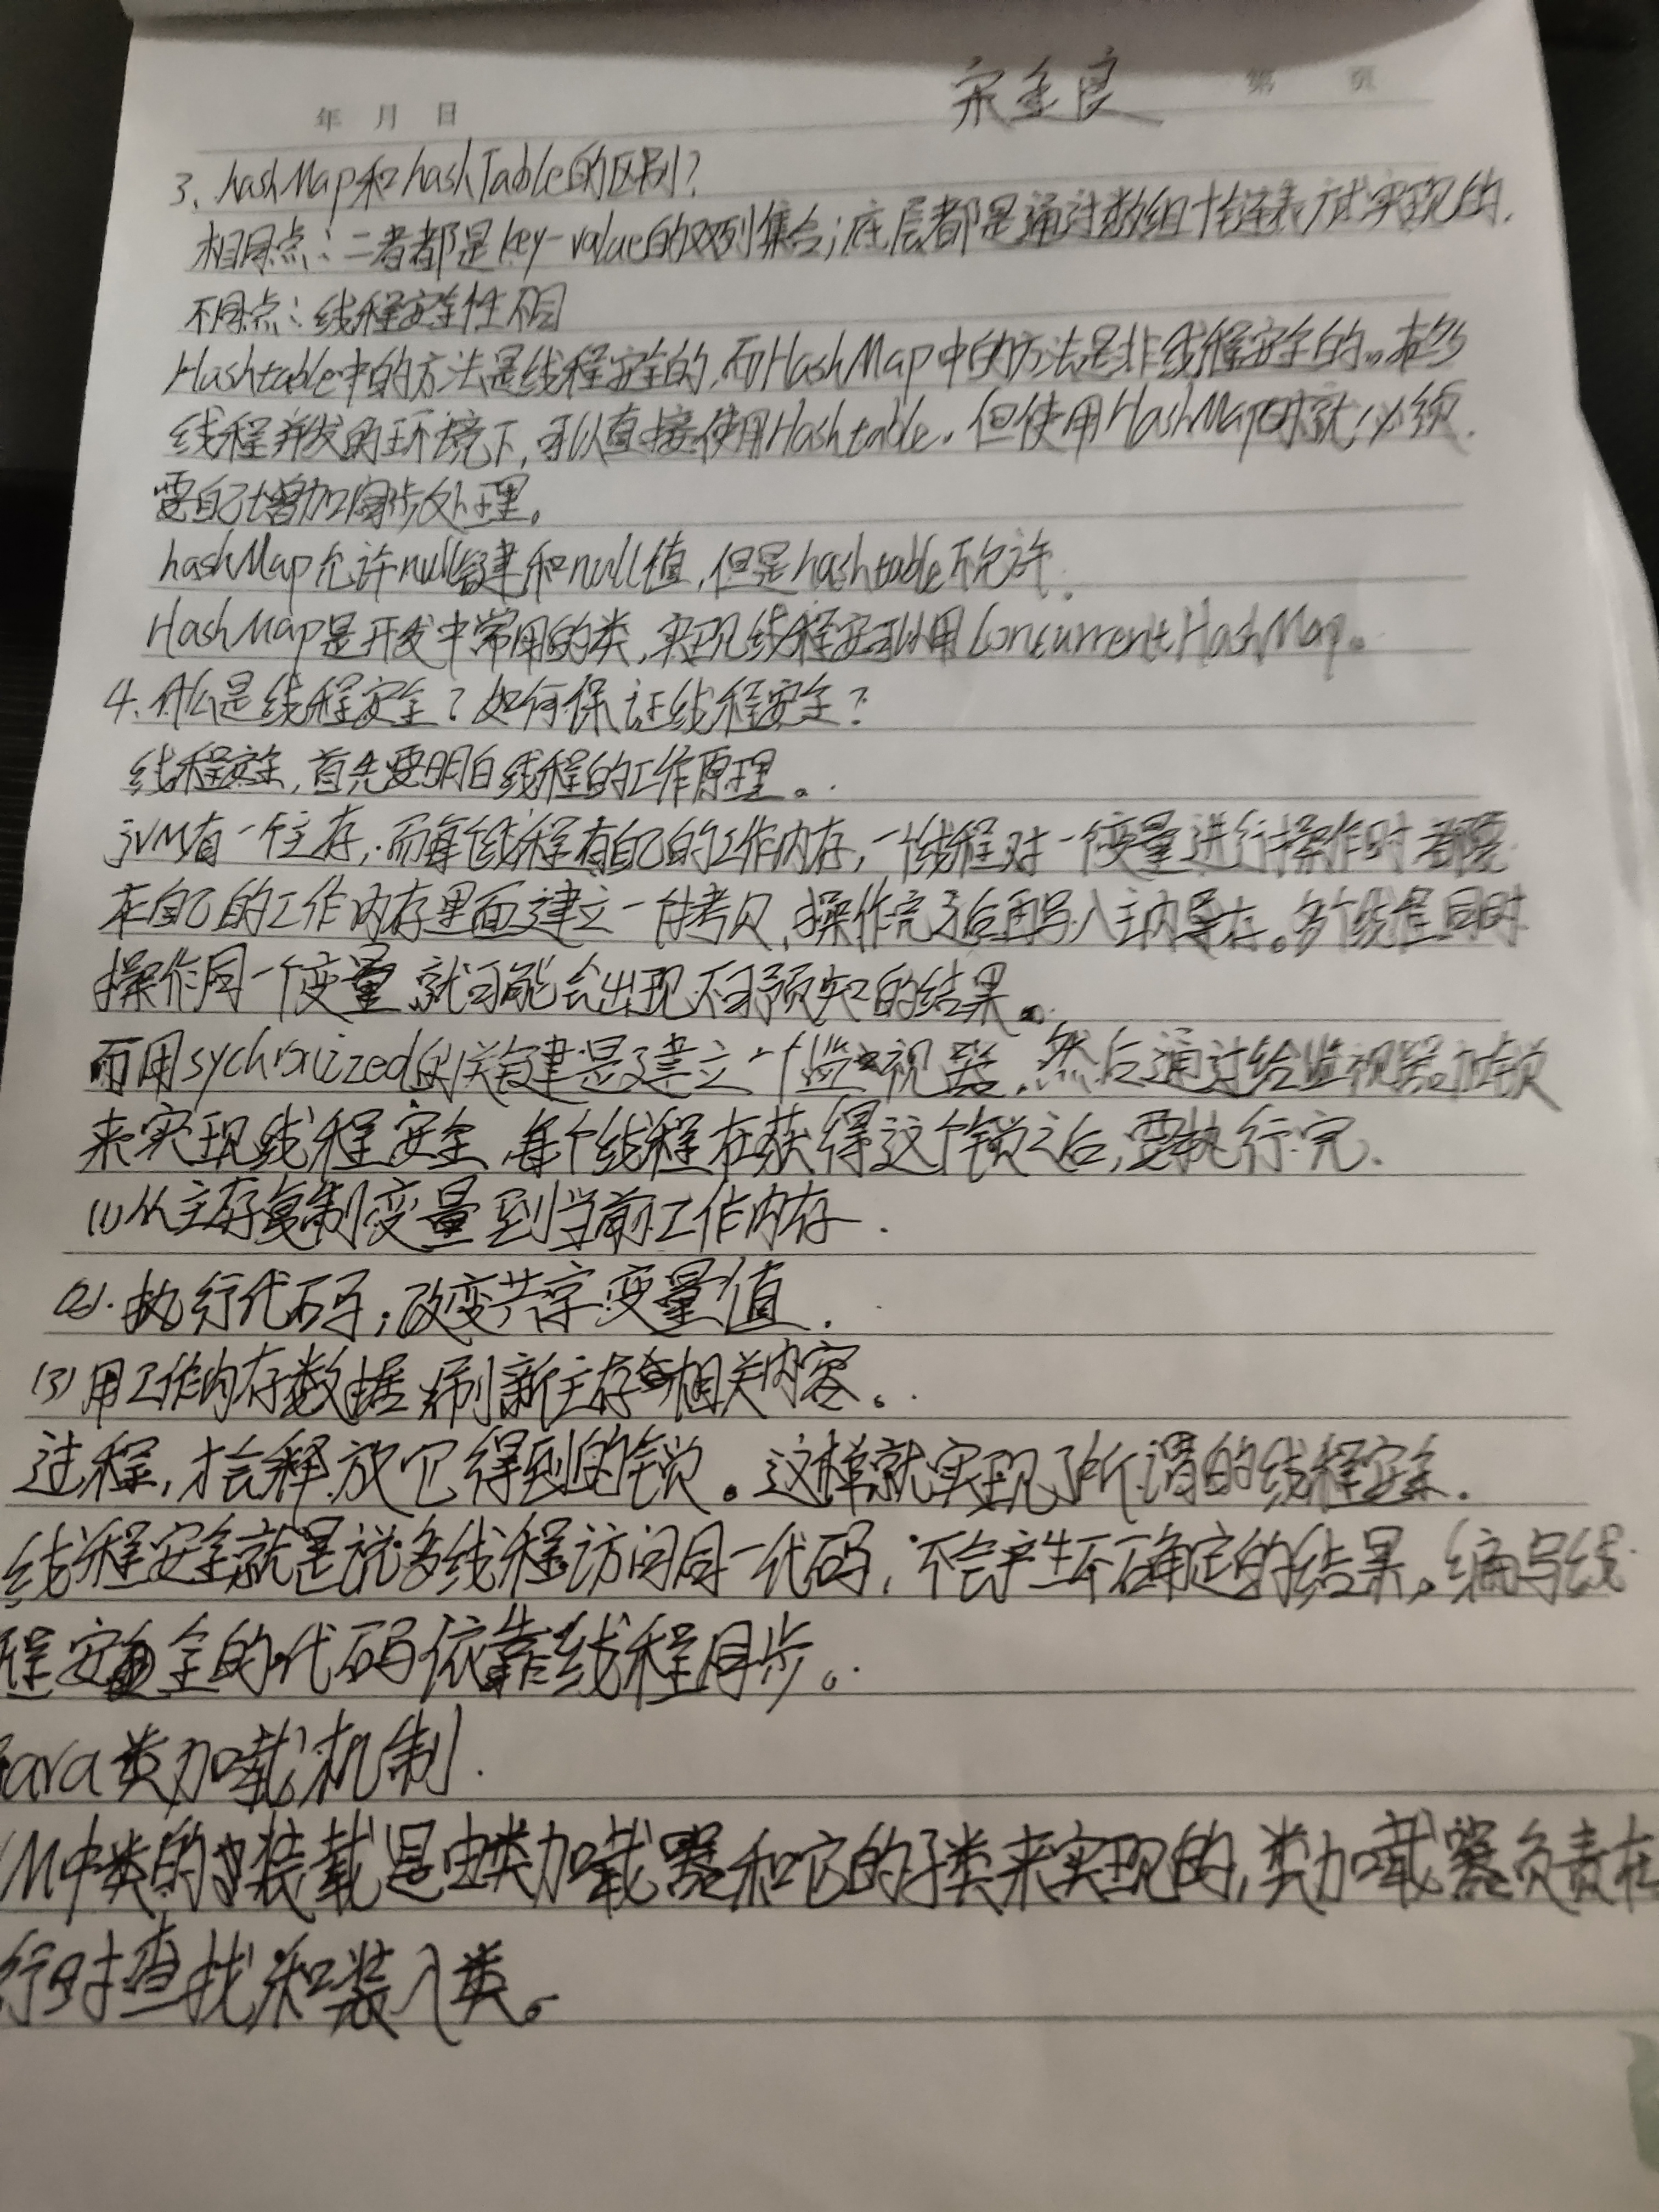 宋金良 第 页
年 月 日
3、hashMap和hashTable的区别?
相同点:二者都是key-value的双列集合;底层都是通过数组+链表方式实现的.
不同点:线程安全性不同
Hashtable中的方法是线程安全的,而HashMap中的方法是非线程安全的。在多
线程并发的环境下,可以直接使用Hashtable.但使用HashMap时就必须
要自己增加同步处理。
hashMap允许null键和null值,但是hashtable不允许.
HashMap是开发中常用的类,实现线程安可以用ConcurrentHashMap。
4.什么是线程安全?如何保证线程安全?
线程安全,首先要明白线程的工作原理。
jVM有一个主存,而每个线程有自己的工作内存,一个线程对一个变量进行操作时都要
在自己的工作内存里面建立一个拷贝,操作完之后再写入主内存。多个线程同时
操作同一个变量,就可能会出现不可预知的结果。
而用sychronized的关键是建立一个监视器,然后通过给监视器加锁
来实现线程安全,每个线程在获得这个锁之后,要执行完、
(1)从主存复制变量到当前工作内存.
(2).执行代码;改变共享变量值.
(3)用工作内存数据刷新主存相关内容。
过程,才会释放它得到的锁。这样就实现了所谓的线程安全.
线程安全就是说多线程访问同一代码,不会产生不确定的结果。编写线
程安全的代码依靠线程同步。
ava类加载机制.
M中类的装载是由类加载器和它的子类来实现的,类加载器负责在
行时查找和装入类。